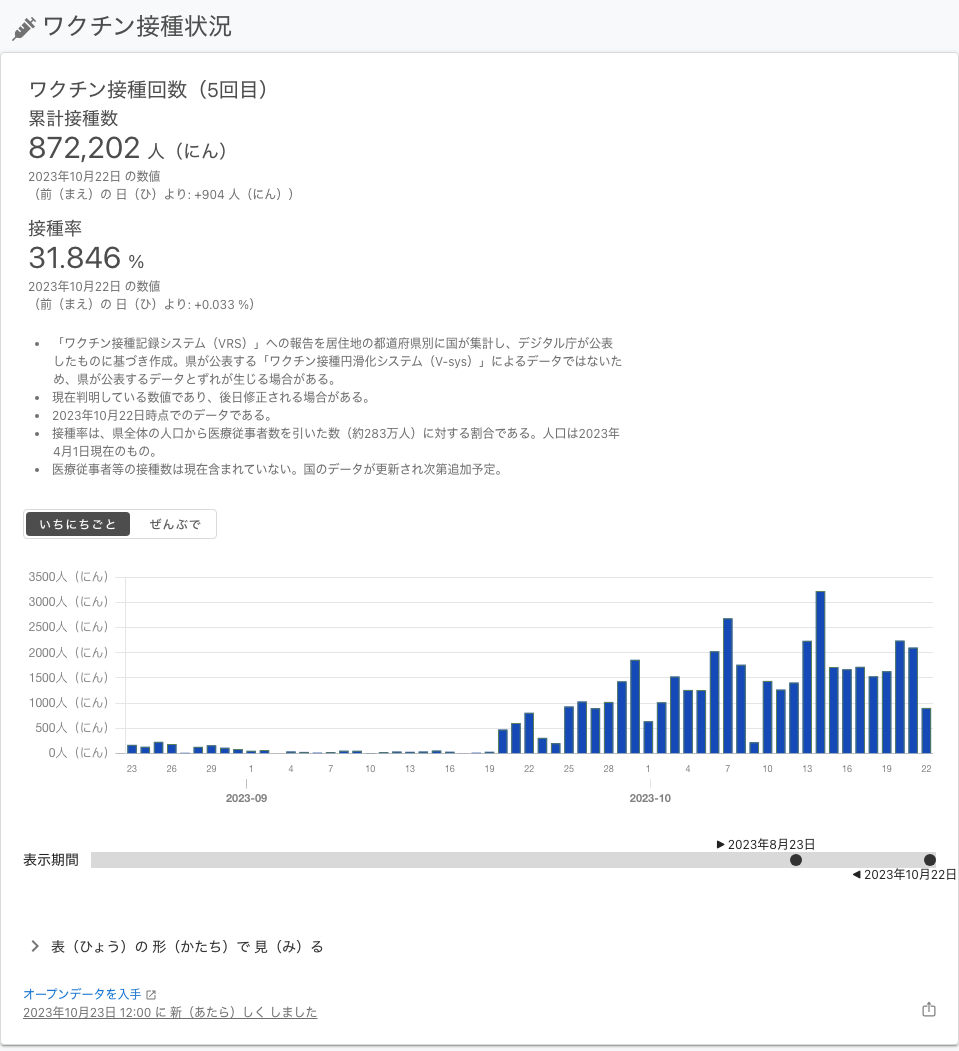 ワクチン接種状況
ワクチン接種回数（5回目）
累計接種数
872,202 人（にん）
2023年10月22日 の数値
（前（まえ）の 日（ひ）より: +904 人（にん））
接種率
31.846 %
2023年10月22日 の数値
（前（まえ）の 日（ひ）より: +0.033 %）
• 「ワクチン接種記録システム（VRS）」への報告を居住地の都道府県別に国が集計し、デジタル庁が公表
したものに基づき作成。県が公表する「ワクチン接種円滑化システム（V-sys）」によるデータではないた
め、県が公表するデータとずれが生じる場合がある。
• 現在判明している数値であり、後日修正される場合がある。
• 2023年10月22日時点でのデータである。
• 接種率は、県全体の人口から医療従事者数を引いた数（約283万人）に対する割合である。人口は2023年
4月1日現在のもの。
• 医療従事者等の接種数は現在含まれていない。国のデータが更新され次第追加予定。
いちにちごと ぜんぶで
3500人（にん）
3000人（にん）
2500人（にん）
2000人（にん）
1500人（にん）
1000人（にん）
500人（にん）
0人（にん）
23 26 29 1 4 7 10 13 16 19 22 25 28 1 4 7 10 13 16 19 22
2023-09 2023-10
▶ 2023年8月23日
表示期間
◀ 2023年10月22日
表（ひょう）の 形（かたち）で 見（み）る
オープンデータを入手
2023年10月23日 12:00 に 新（あたら）しく しました